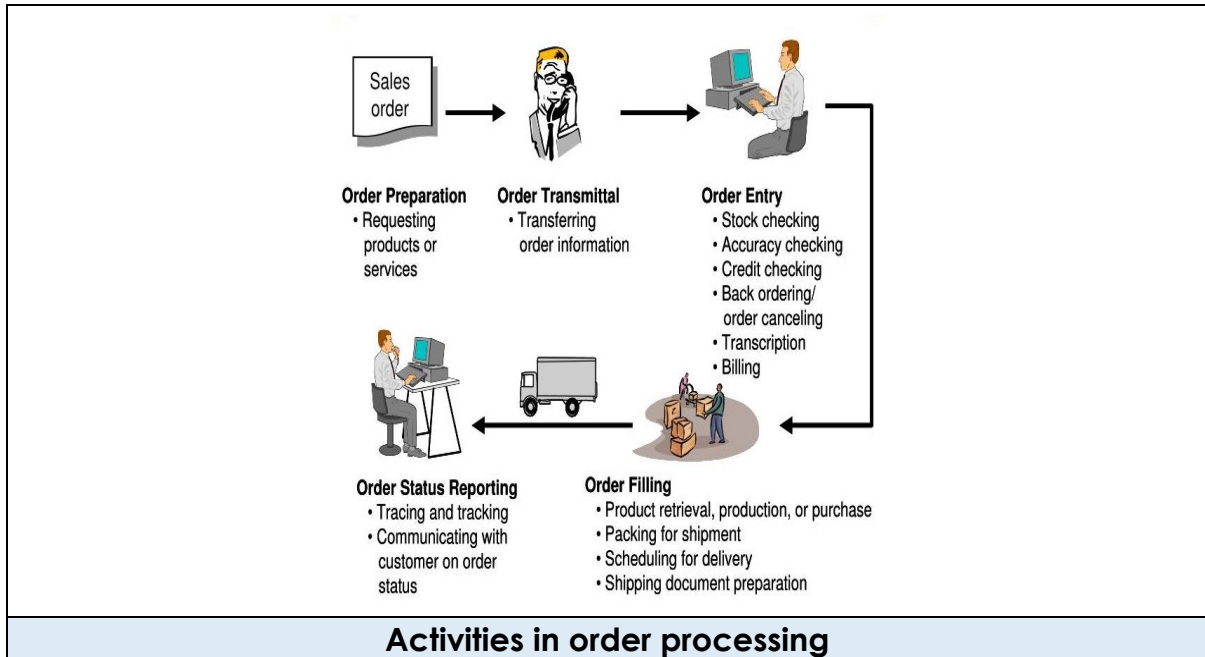 Sales
order
Order Preparation
• Requesting
products or
services
Order Transmittal
• Transferring
order information
Order Entry
• Stock checking
• Accuracy checking
• Credit checking
• Back ordering/
order canceling
• Transcription
• Billing
Order Filling
• Product retrieval, production, or purchase
• Packing for shipment
• Scheduling for delivery
• Shipping document preparation
Order Status Reporting
• Tracing and tracking
• Communicating with
customer on order
status
Activities in order processing